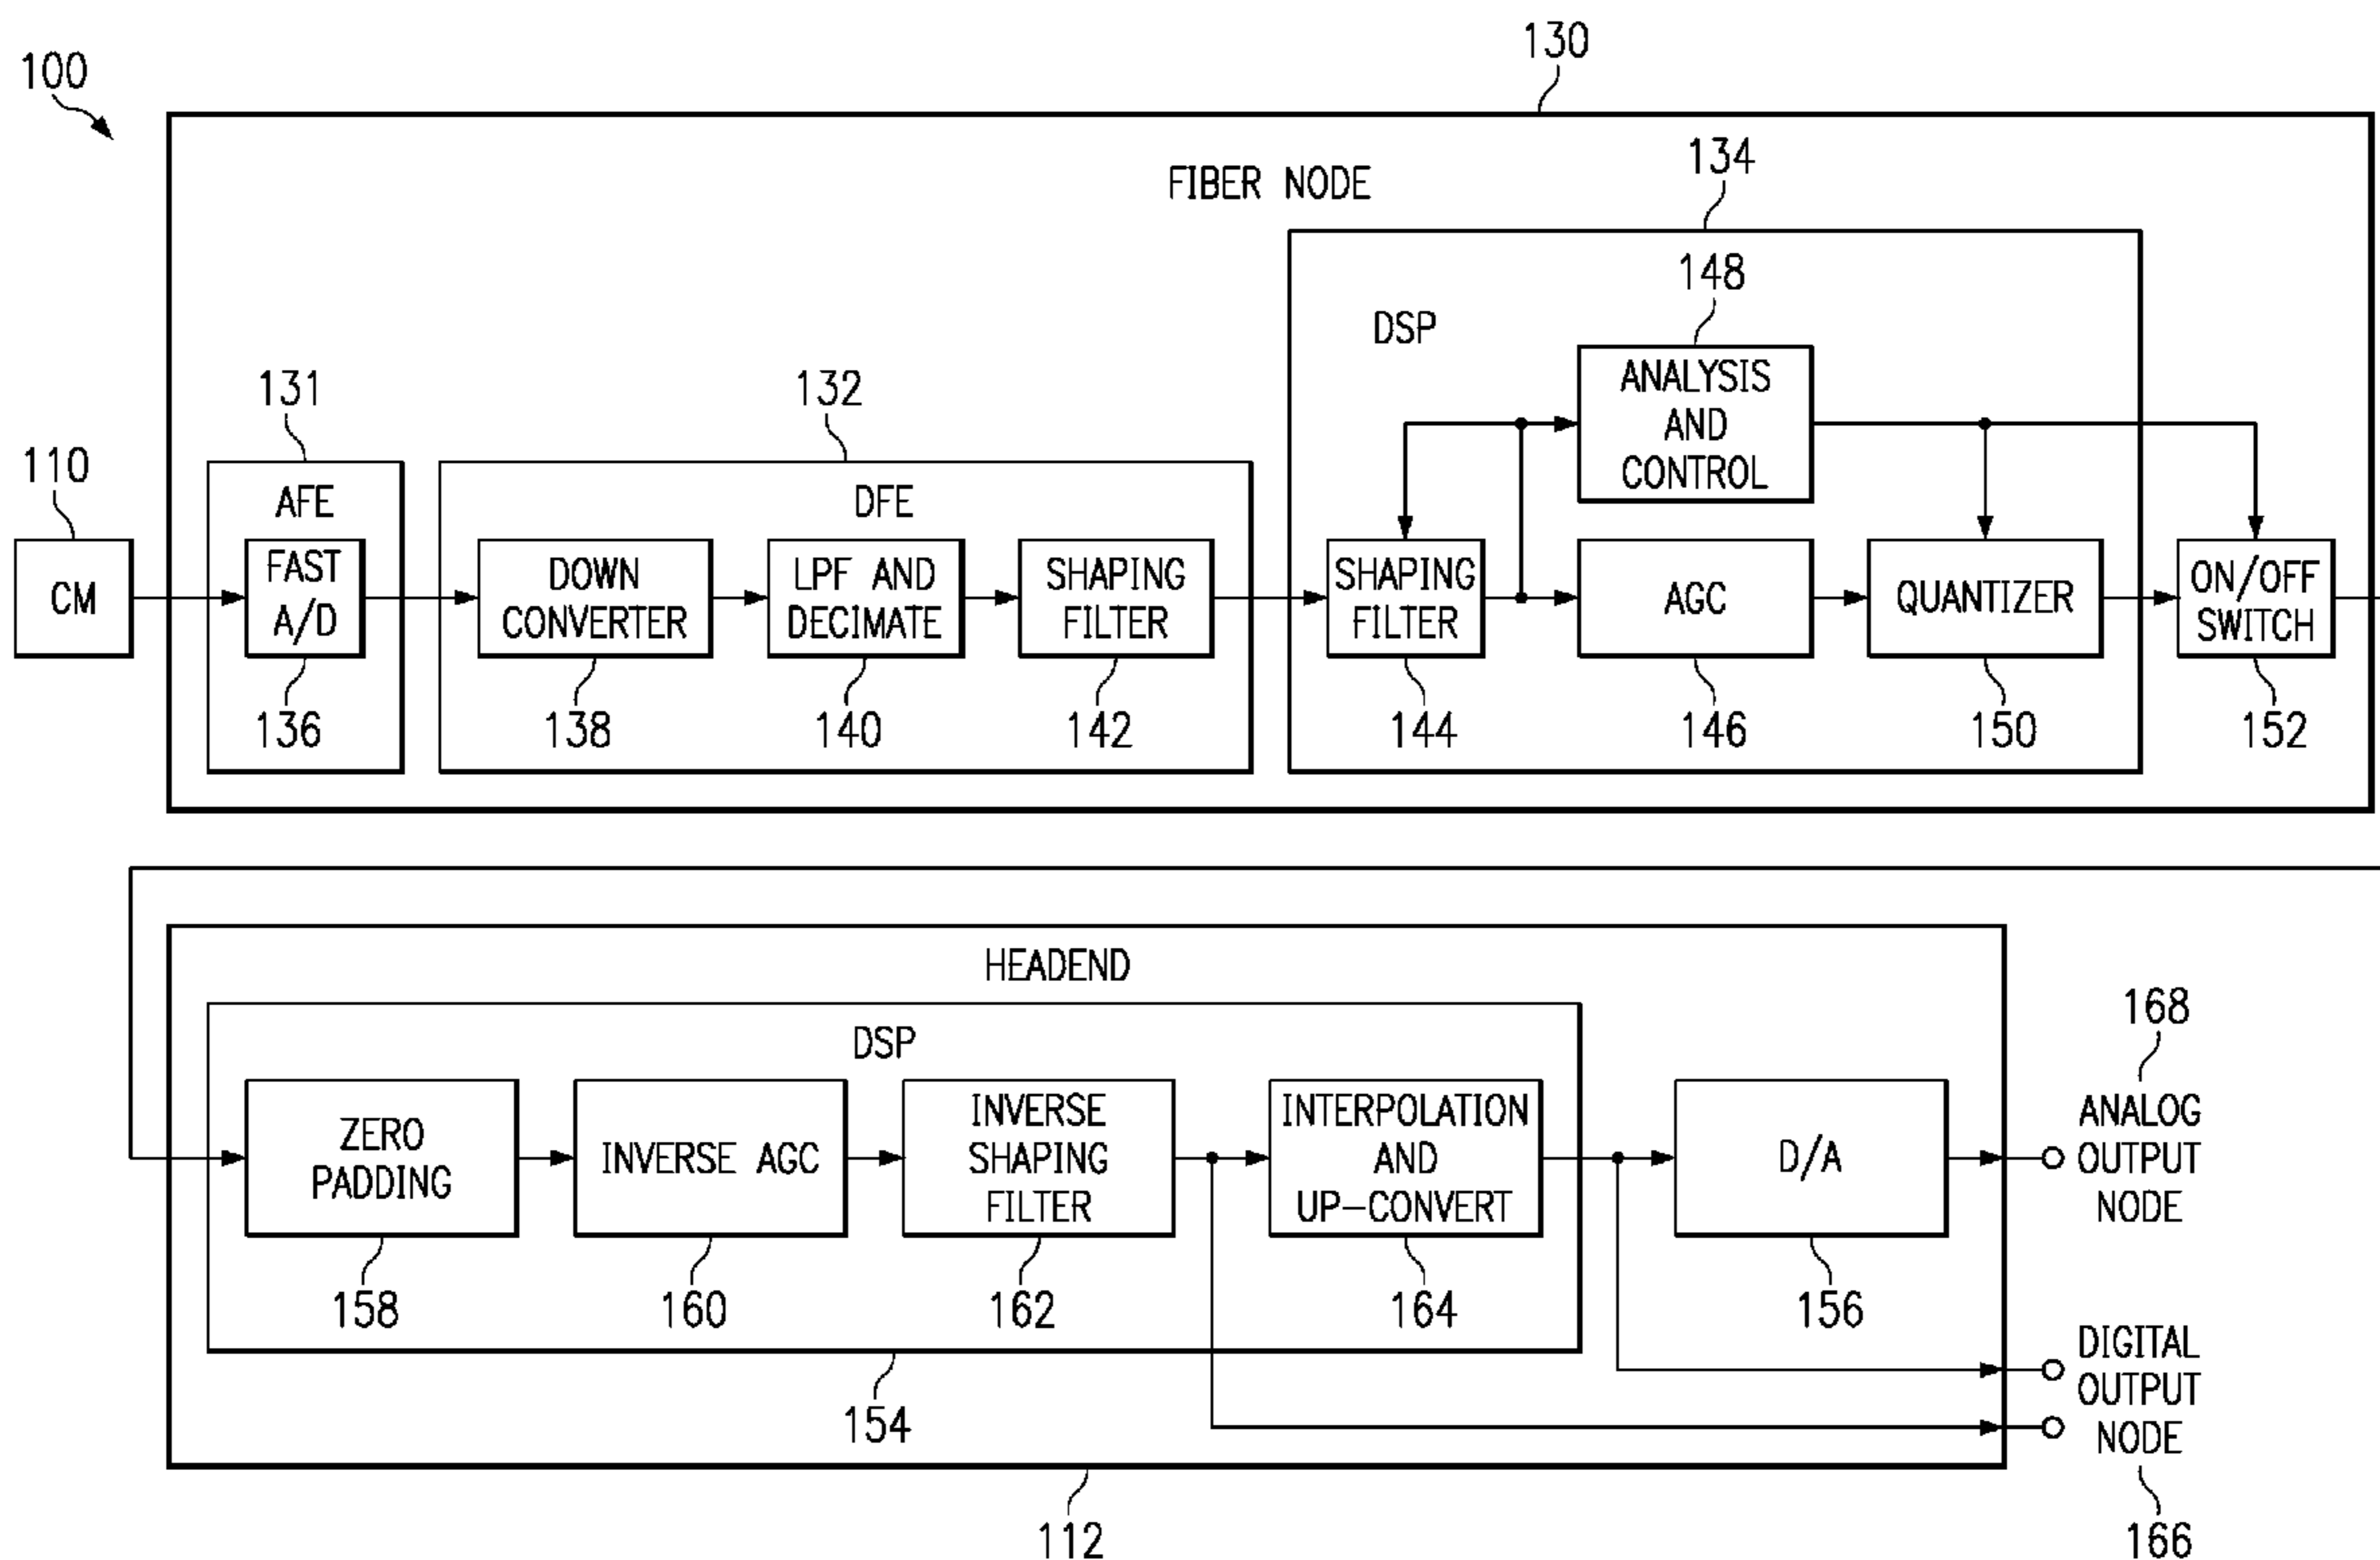 100
130
FIBER NODE
134
DSP
148
ANALYSIS
AND
CONTROL
131
132
110
AFE
DFE
CM
FAST
A/D
DOWN
CONVERTER
LPF AND
DECIMATE
SHAPING
FILTER
SHAPING
FILTER
AGC
QUANTIZER
ON/OFF
SWITCH
136
138
140
142
144
146
150
152
HEADEND
DSP
ZERO
PADDING
INVERSE AGC
INVERSE
SHAPING
FILTER
INTERPOLATION
AND
UP-CONVERT
D/A
168
ANALOG
OUTPUT
NODE
158
160
162
164
156
DIGITAL
OUTPUT
NODE
154
112
166